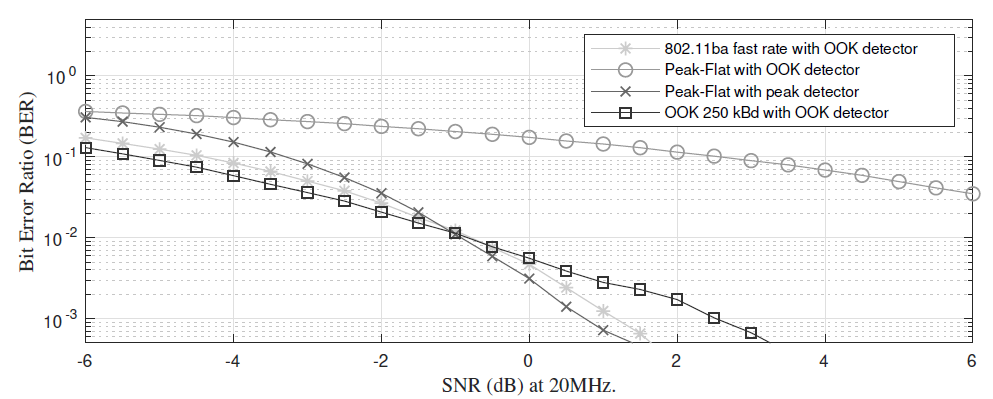 802.11ba fast rate with OOK detector
Peak-Flat with OOK detector
Peak-Flat with peak detector
OOK 250 kBd with OOK detector
Bit Error Ratio (BER)
10^0
10^-1
10^-2
10^-3
-6 -4 -2 0 2 4 6
SNR (dB) at 20MHz.